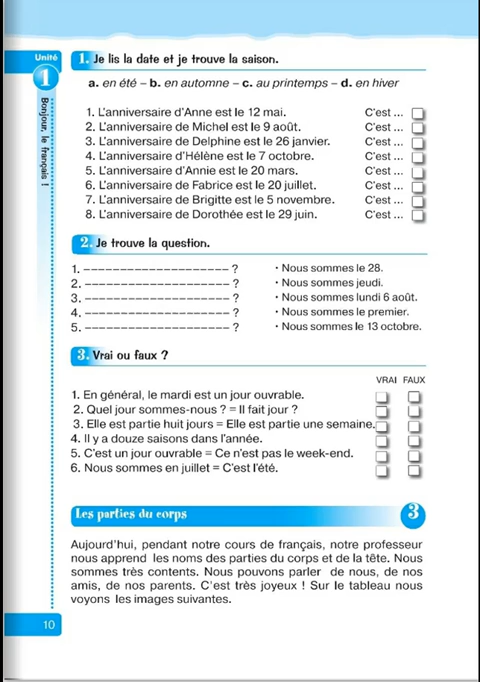 Unité
1
Bonjour, le français !
1. Je lis la date et je trouve la saison.
a. en été – b. en automne – c. au printemps – d. en hiver
1. L'anniversaire d'Anne est le 12 mai. C'est ...
2. L'anniversaire de Michel est le 9 août. C'est ...
3. L'anniversaire de Delphine est le 26 janvier. C'est ...
4. L'anniversaire d'Hélène est le 7 octobre. C'est ...
5. L'anniversaire d'Annie est le 20 mars. C'est ...
6. L'anniversaire de Fabrice est le 20 juillet. C'est ...
7. L'anniversaire de Brigitte est le 5 novembre. C'est ...
8. L'anniversaire de Dorothée est le 29 juin. C'est ...
2. Je trouve la question.
1. --------------------- ? • Nous sommes le 28.
2. --------------------- ? • Nous sommes jeudi.
3. --------------------- ? • Nous sommes lundi 6 août.
4. --------------------- ? • Nous sommes le premier.
5. --------------------- ? • Nous sommes le 13 octobre.
3. Vrai ou faux ?
VRAI FAUX
1. En général, le mardi est un jour ouvrable.
2. Quel jour sommes-nous ? = Il fait jour ?
3. Elle est partie huit jours = Elle est partie une semaine.
4. Il y a douze saisons dans l'année.
5. C'est un jour ouvrable = Ce n'est pas le week-end.
6. Nous sommes en juillet = C'est l'été.
Les parties du corps 3
Aujourd'hui, pendant notre cours de français, notre professeur
nous apprend les noms des parties du corps et de la tête. Nous
sommes très contents. Nous pouvons parler de nous, de nos
amis, de nos parents. C'est très joyeux ! Sur le tableau nous
voyons les images suivantes.
10